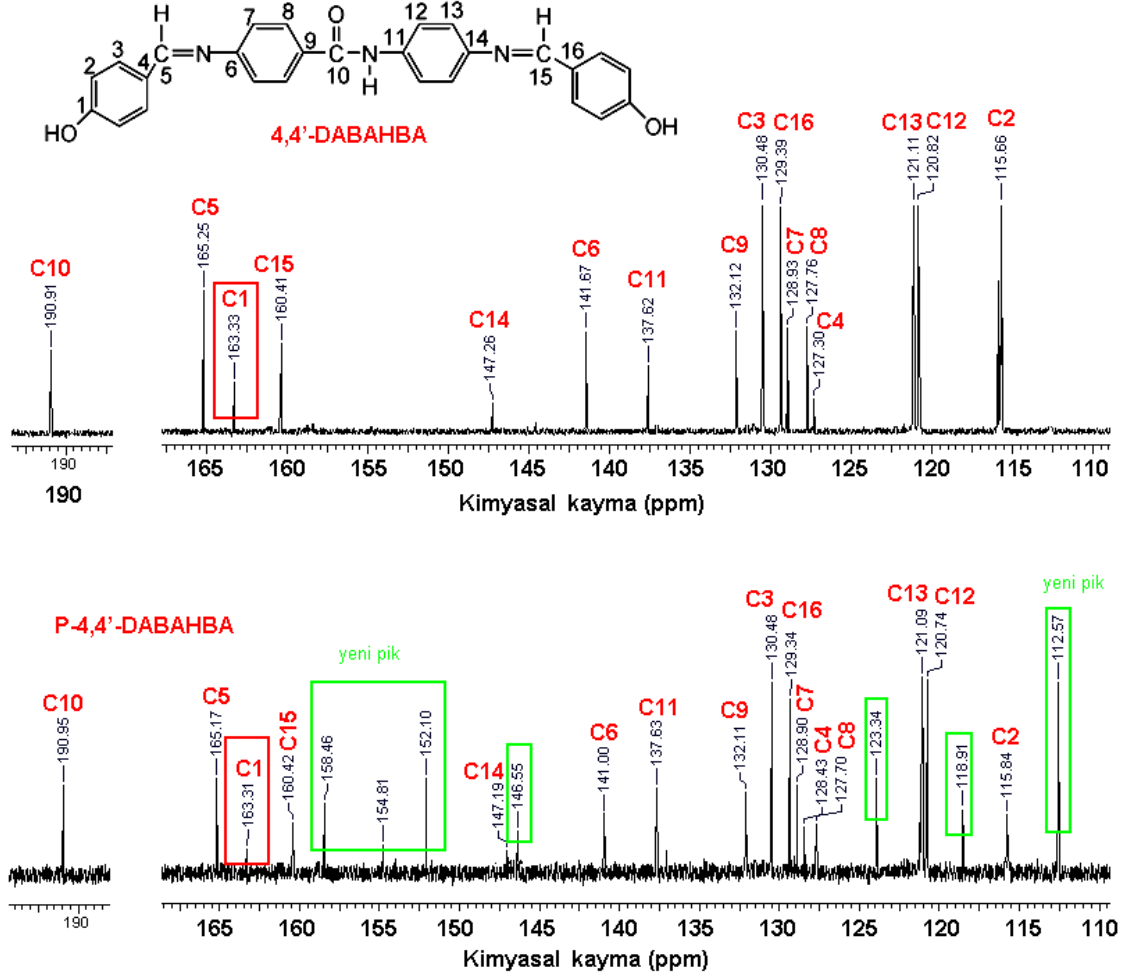 H
O
H
7
8
12
13
3
2
4
5
N
6
9
C
10
N
H
11
14
N
15
16
1
HO
OH
4,4'-DABAHBA
C10
190.91
C5
165.25
C1
163.33
C15
160.41
C14
147.26
C6
141.67
C11
137.62
C9
132.12
C3
130.48
C16
129.39
C7
128.93
C8
127.76
C4
127.30
C13
121.11
C12
120.82
C2
115.66
190
190
165 160 155 150 145 140 135 130 125 120 115 110
Kimyasal kayma (ppm)
P-4,4'-DABAHBA
yeni pik
yeni pik
C10
190.95
C5
165.17
C1
163.31
C15
160.42
158.46
154.81
152.10
C14
147.19
146.55
C6
141.00
C11
137.63
C9
132.11
C3
130.48
C16
129.34
C7
128.90
C4
128.43
C8
127.70
123.34
C13
121.09
C12
120.74
118.91
C2
115.84
112.57
190
165 160 155 150 145 140 135 130 125 120 115 110
Kimyasal kayma (ppm)